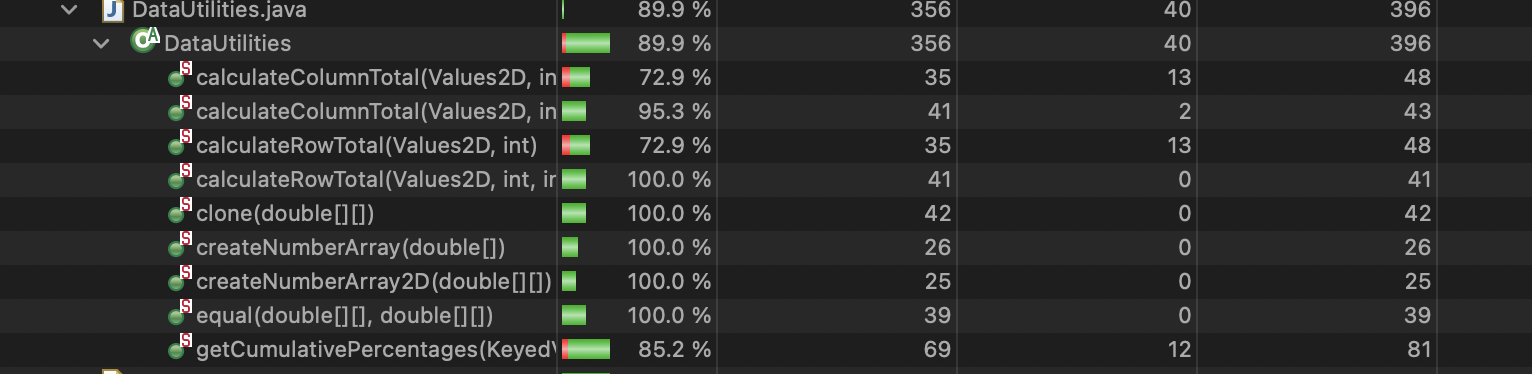 DataUtilities.java 89.9 % 356 40 396
DataUtilities 89.9 % 356 40 396
calculateColumnTotal(Values2D, in 72.9 % 35 13 48
calculateColumnTotal(Values2D, in 95.3 % 41 2 43
calculateRowTotal(Values2D, int) 72.9 % 35 13 48
calculateRowTotal(Values2D, int, in 100.0 % 41 0 41
clone(double[][]) 100.0 % 42 0 42
createNumberArray(double[]) 100.0 % 26 0 26
createNumberArray2D(double[][]) 100.0 % 25 0 25
equal(double[][], double[][]) 100.0 % 39 0 39
getCumulativePercentages(KeyedV 85.2 % 69 12 81